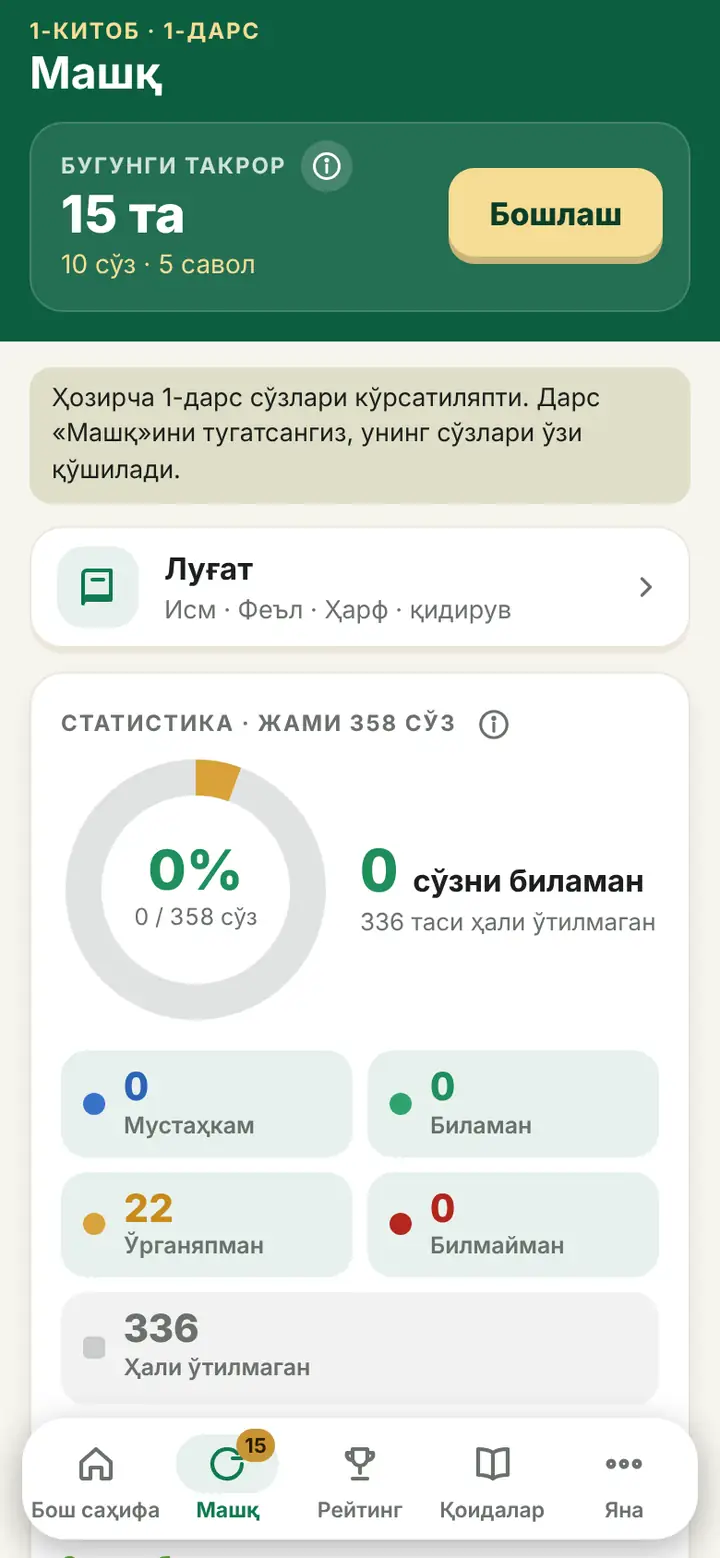 1-КИТОБ · 1-ДАРС
Машқ
БУГУНГИ ТАКРОР
15 та
10 сўз · 5 савол
Бошлаш
Ҳозирча 1-дарс сўзлари кўрсатиляпти. Дарс
«Машқ»ини тугатсангиз, унинг сўзлари ўзи
қўшилади.
Луғат
Исм · Феъл · Ҳарф · қидирув
СТАТИСТИКА · ЖАМИ 358 СЎЗ
0%
0 / 358 сўз
0 сўзни биламан
336 таси ҳали ўтилмаган
0
Мустаҳкам
0
Биламан
22
Ўрганяпман
0
Билмайман
336
Ҳали ўтилмаган
15
Бош саҳифа
Машқ
Рейтинг
Қоидалар
Яна